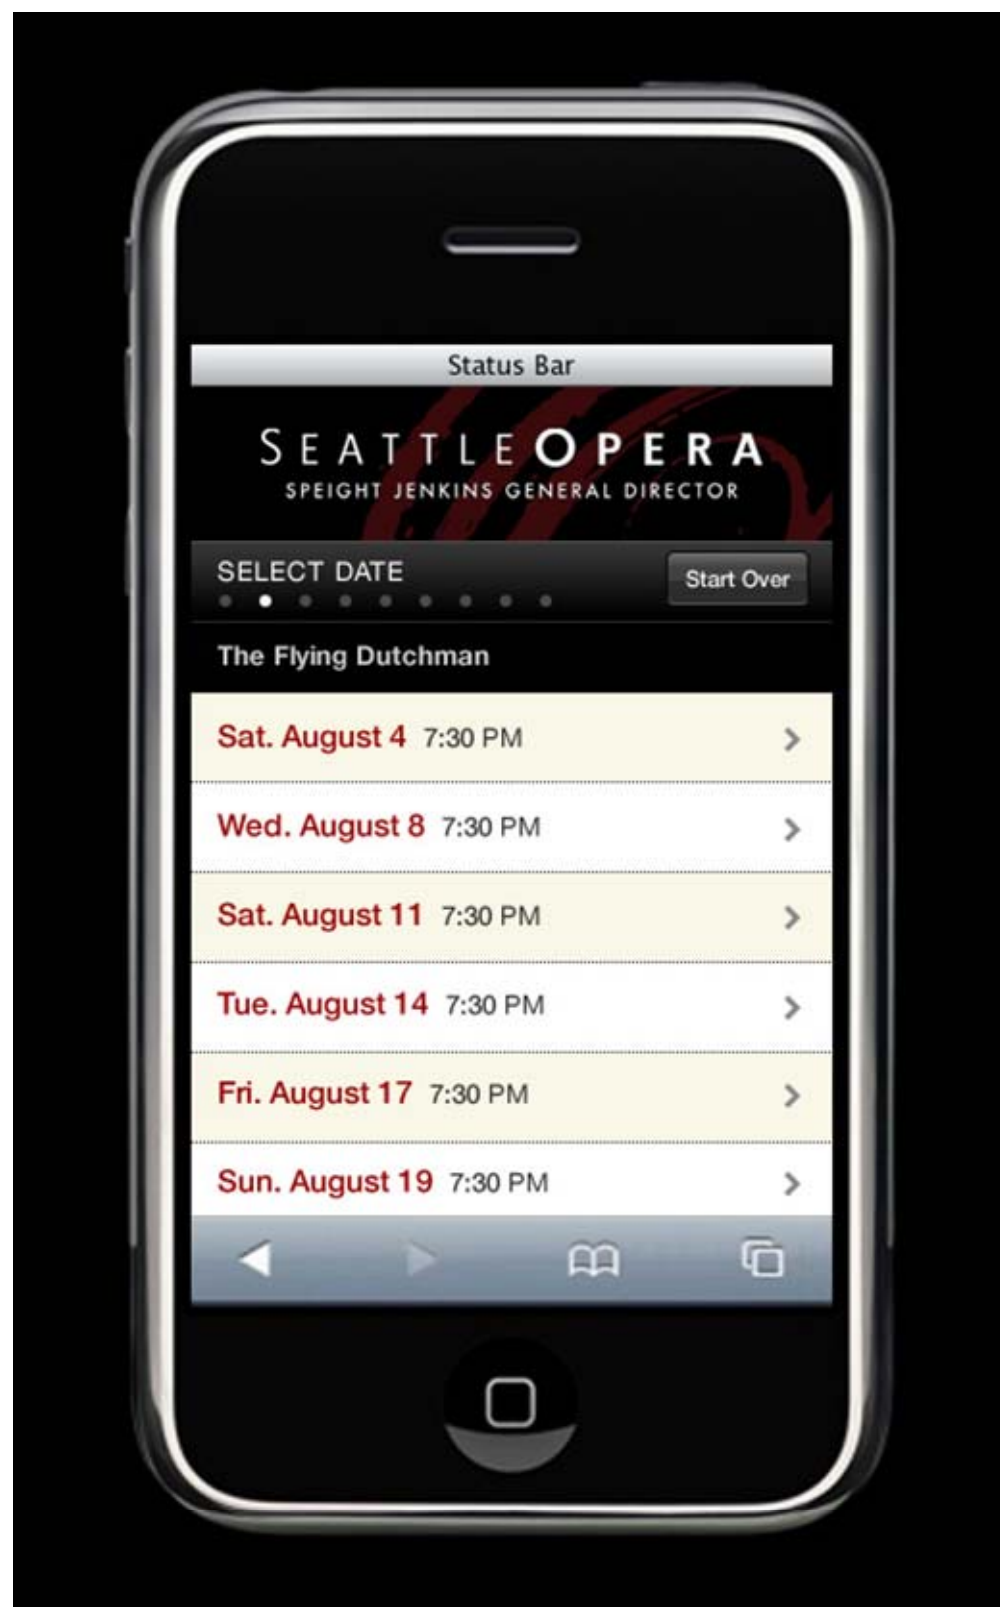 Status Bar
SEATTLE OPERA
SPEIGHT JENKINS GENERAL DIRECTOR
SELECT DATE
Start Over
The Flying Dutchman
Sat. August 4 7:30 PM
Wed. August 8 7:30 PM
Sat. August 11 7:30 PM
Tue. August 14 7:30 PM
Fri. August 17 7:30 PM
Sun. August 19 7:30 PM